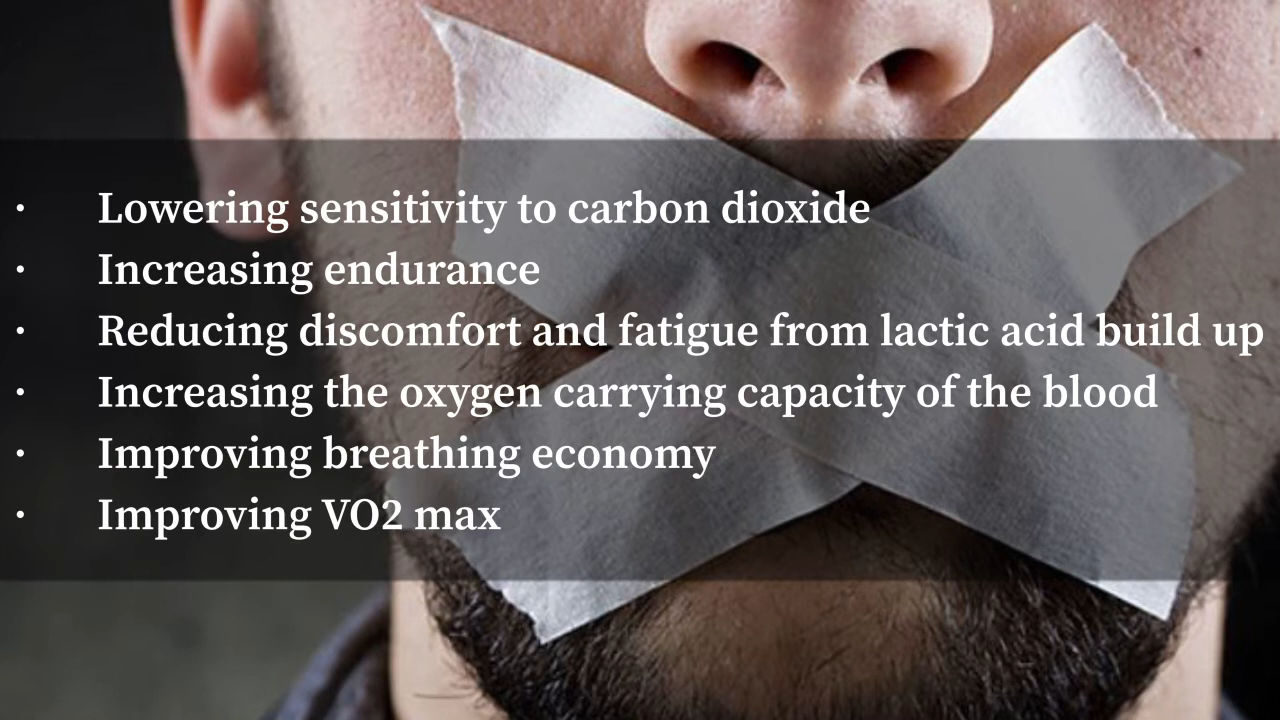 · Lowering sensitivity to carbon dioxide
· Increasing endurance
· Reducing discomfort and fatigue from lactic acid build up
· Increasing the oxygen carrying capacity of the blood
· Improving breathing economy
· Improving VO2 max